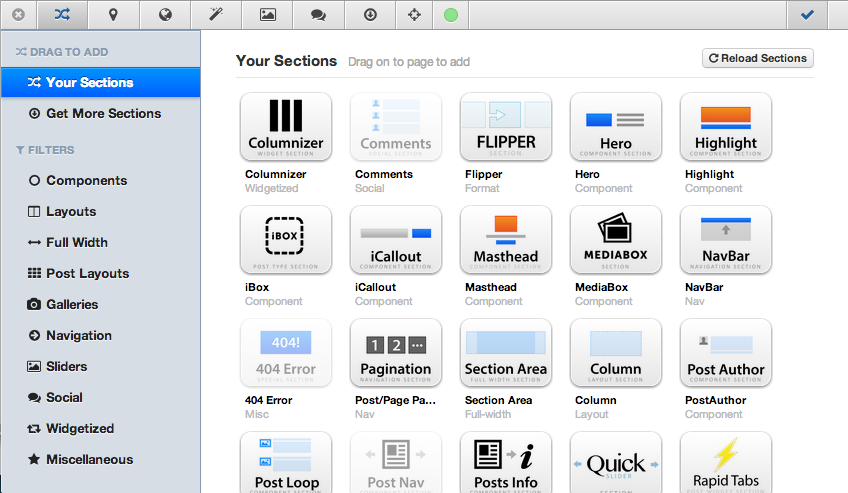 DRAG TO ADD
Your Sections
Get More Sections
FILTERS
Components
Layouts
Full Width
Post Layouts
Galleries
Navigation
Sliders
Social
Widgetized
Miscellaneous
Your Sections Drag on to page to add
Reload Sections
Columnizer
WIDGET SECTION
Columnizer
Widgetized
Comments
SOCIAL SECTION
Comments
Social
FLIPPER
SECTION
Flipper
Format
Hero
COMPONENT SECTION
Hero
Component
Highlight
COMPONENT SECTION
Highlight
Component
iBOX
POST TYPE SECTION
iBox
Component
iCallout
COMPONENT SECTION
iCallout
Component
Masthead
COMPONENT SECTION
Masthead
Component
MEDIABOX
SECTION
MediaBox
Component
NavBar
NAVIGATION SECTION
NavBar
Nav
404!
404 Error
SPECIAL SECTION
404 Error
Misc
1 2 ...
Pagination
NAVIGATION SECTION
Post/Page Pa...
Nav
Section Area
FULL WIDTH SECTION
Section Area
Full-width
Column
LAYOUT SECTION
Column
Layout
Post Author
COMPONENT SECTION
PostAuthor
Component
Post Loop
Post Nav
Posts Info
Quick
SLIDER
Rapid Tabs